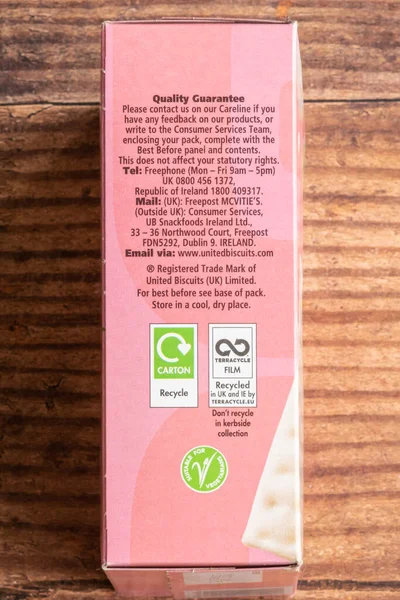 Quality Guarantee
Please contact us on our Careline if you
have any feedback on our products, or
write to the Consumer Services Team,
enclosing your pack, complete with the
Best Before panel and contents.
This does not affect your statutory rights.
Tel: Freephone (Mon – Fri 9am – 5pm)
UK 0800 456 1372,
Republic of Ireland 1800 409317.
Mail: (UK): Freepost MCVITIE'S.
(Outside UK): Consumer Services,
UB Snackfoods Ireland Ltd.,
33 – 36 Northwood Court, Freepost
FDN5292, Dublin 9. IRELAND.
Email via: www.unitedbiscuits.com
® Registered Trade Mark of
United Biscuits (UK) Limited.
For best before see base of pack.
Store in a cool, dry place.
CARTON
Recycle
TERRACYCLE
FILM
Recycled
in UK and IE by
TERRACYCLE.EU
Don't recycle
in kerbside
collection
SUITABLE FOR
VEGETARIANS